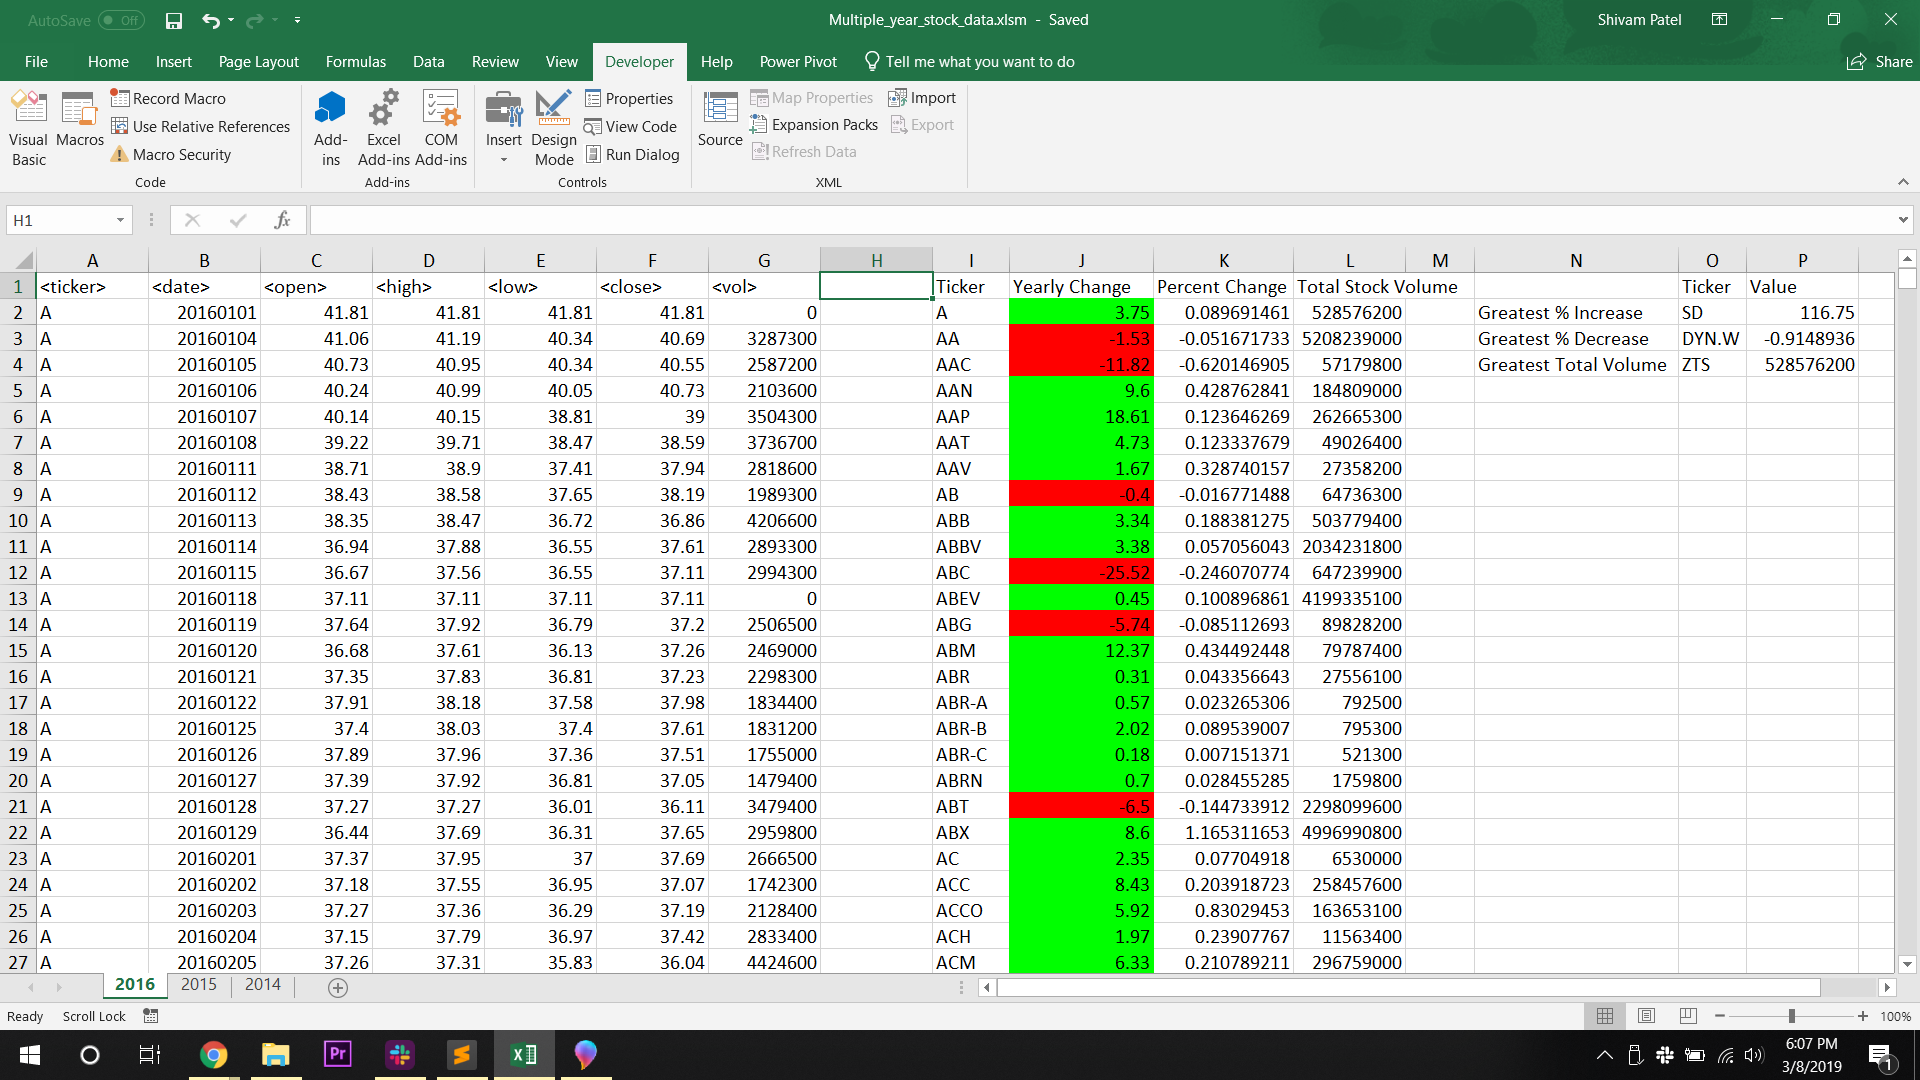 AutoSave Off Multiple_year_stock_data.xlsm - Saved Shivam Patel
File Home Insert Page Layout Formulas Data Review View Developer Help Power Pivot Tell me what you want to do Share
Visual Basic Macros Record Macro Use Relative References Macro Security
Add-ins Excel Add-ins COM Add-ins
Insert Design Mode Properties View Code Run Dialog
Source Map Properties Expansion Packs Refresh Data Import Export
Code Add-ins Controls XML
H1 fx
A B C D E F G H I J K L M N O P
1 <ticker> <date> <open> <high> <low> <close> <vol> Ticker Yearly Change Percent Change Total Stock Volume Ticker Value
2 A 20160101 41.81 41.81 41.81 41.81 0 A 3.75 0.089691461 528576200 Greatest % Increase SD 116.75
3 A 20160104 41.06 41.19 40.34 40.69 3287300 AA -1.53 -0.051671733 5208239000 Greatest % Decrease DYN.W -0.9148936
4 A 20160105 40.73 40.95 40.34 40.55 2587200 AAC -11.82 -0.620146905 57179800 Greatest Total Volume ZTS 528576200
5 A 20160106 40.24 40.99 40.05 40.73 2103600 AAN 9.6 0.428762841 184809000
6 A 20160107 40.14 40.15 38.81 39 3504300 AAP 18.61 0.123646269 262665300
7 A 20160108 39.22 39.71 38.47 38.59 3736700 AAT 4.73 0.123337679 49026400
8 A 20160111 38.71 38.9 37.41 37.94 2818600 AAV 1.67 0.328740157 27358200
9 A 20160112 38.43 38.58 37.65 38.19 1989300 AB -0.4 -0.016771488 64736300
10 A 20160113 38.35 38.47 36.72 36.86 4206600 ABB 3.34 0.188381275 503779400
11 A 20160114 36.94 37.88 36.55 37.61 2893300 ABBV 3.38 0.057056043 2034231800
12 A 20160115 36.67 37.56 36.55 37.11 2994300 ABC -25.52 -0.246070774 647239900
13 A 20160118 37.11 37.11 37.11 37.11 0 ABEV 0.45 0.100896861 4199335100
14 A 20160119 37.64 37.92 36.79 37.2 2506500 ABG -5.74 -0.085112693 89828200
15 A 20160120 36.68 37.61 36.13 37.26 2469000 ABM 12.37 0.434492448 79787400
16 A 20160121 37.35 37.83 36.81 37.23 2298300 ABR 0.31 0.043356643 27556100
17 A 20160122 37.91 38.18 37.58 37.98 1834400 ABR-A 0.57 0.023265306 792500
18 A 20160125 37.4 38.03 37.4 37.61 1831200 ABR-B 2.02 0.089539007 795300
19 A 20160126 37.89 37.96 37.36 37.51 1755000 ABR-C 0.18 0.007151371 521300
20 A 20160127 37.39 37.92 36.81 37.05 1479400 ABRN 0.7 0.028455285 1759800
21 A 20160128 37.27 37.27 36.01 36.11 3479400 ABT -6.5 -0.144733912 2298099600
22 A 20160129 36.44 37.69 36.31 37.65 2959800 ABX 8.6 1.165311653 4996990800
23 A 20160201 37.37 37.95 37 37.69 2666500 AC 2.35 0.07704918 6530000
24 A 20160202 37.18 37.55 36.95 37.07 1742300 ACC 8.43 0.203918723 258457600
25 A 20160203 37.27 37.36 36.29 37.19 2128400 ACCO 5.92 0.83029453 163653100
26 A 20160204 37.15 37.79 36.97 37.42 2833400 ACH 1.97 0.23907767 11563400
27 A 20160205 37.26 37.31 35.83 36.04 4424600 ACM 6.33 0.210789211 296759000
2016 2015 2014
Ready Scroll Lock 100%
Pr
6:07 PM
3/8/2019
1